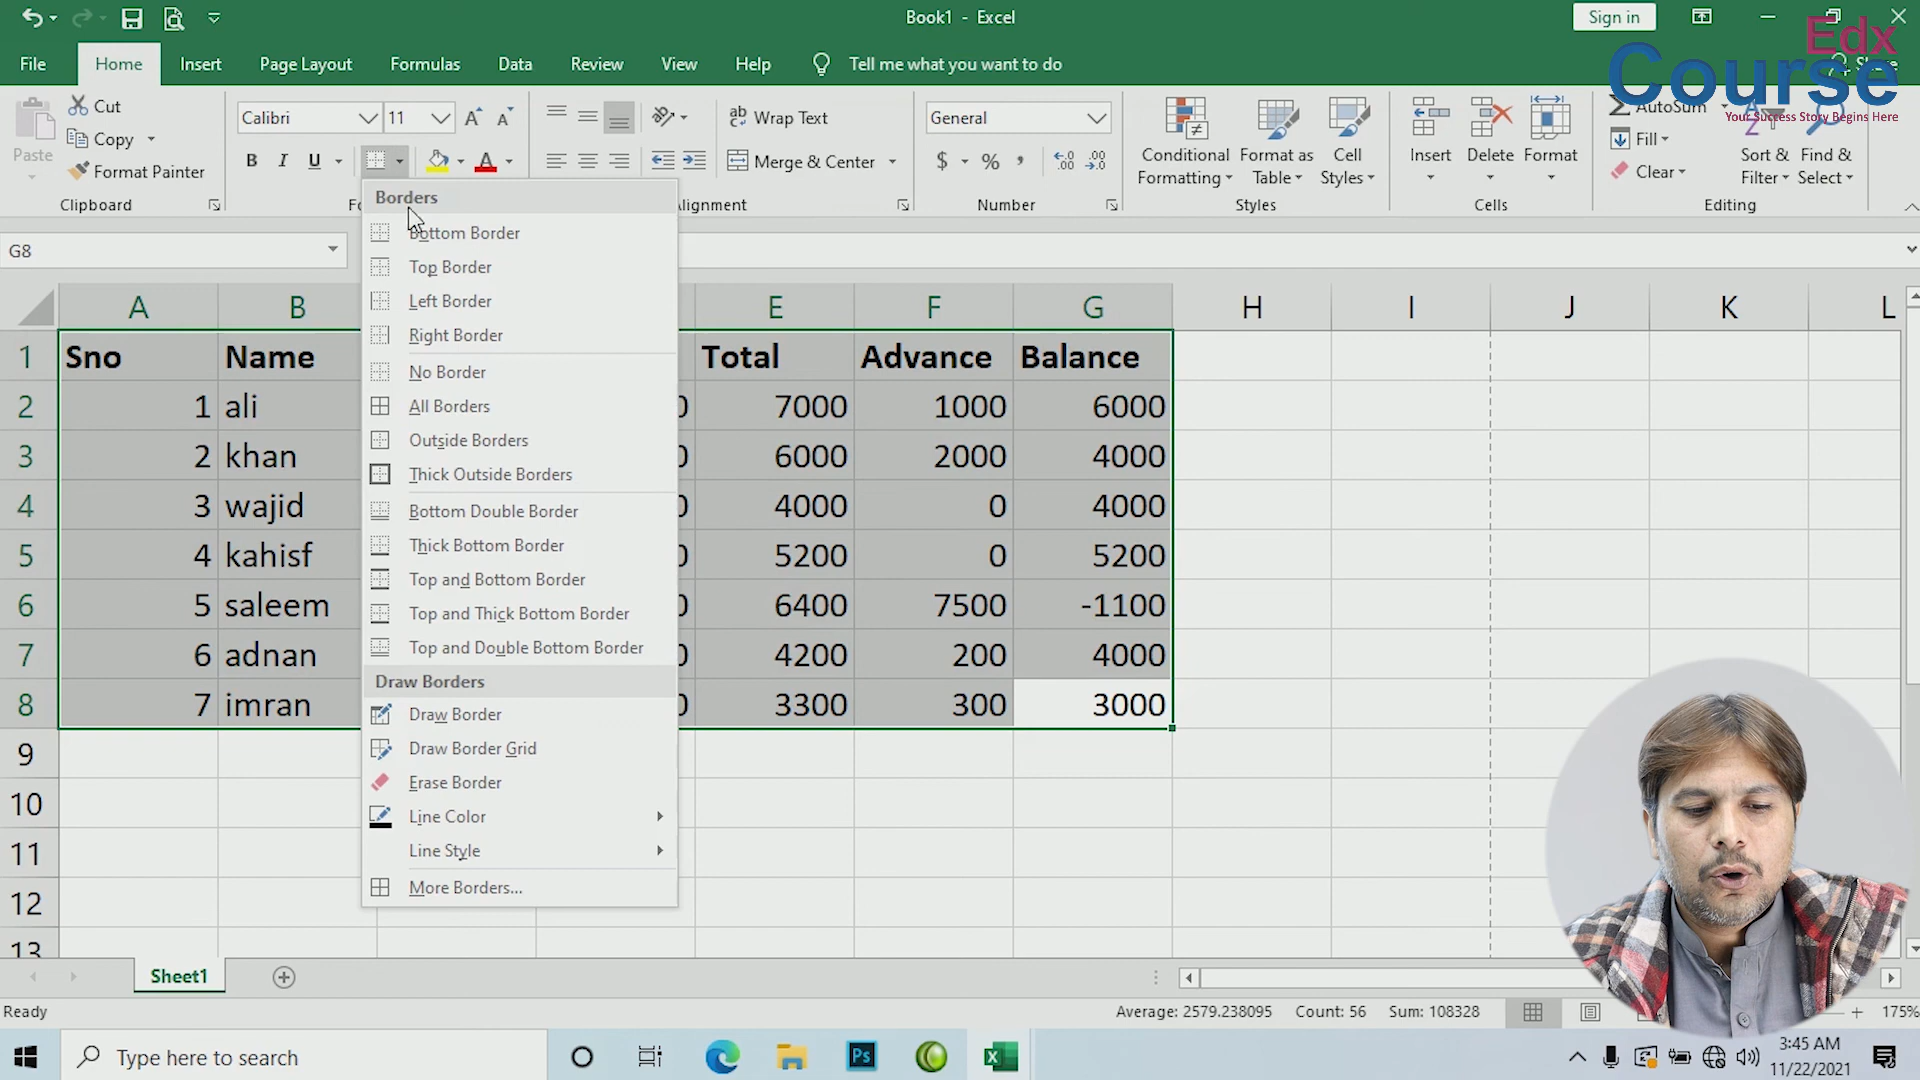 Book1 - Excel
Sign in
Edx
Course
Your Success Story Begins Here
File Home Insert Page Layout Formulas Data Review View Help Tell me what you want to do
Paste
Cut
Copy
Format Painter
Clipboard
Calibri 11
B I U A
Wrap Text
Merge & Center
General
$ %
Number
Conditional Formatting
Format as Table
Cell Styles
Styles
Insert Delete Format
Cells
AutoSum
Fill
Clear
Sort & Filter
Find & Select
Editing
G8
Borders
Bottom Border
Top Border
Left Border
Right Border
No Border
All Borders
Outside Borders
Thick Outside Borders
Bottom Double Border
Thick Bottom Border
Top and Bottom Border
Top and Thick Bottom Border
Top and Double Bottom Border
Draw Borders
Draw Border
Draw Border Grid
Erase Border
Line Color
Line Style
More Borders...
A B E F G H I J K L
1 Sno Name Total Advance Balance
2 1 ali 7000 1000 6000
3 2 khan 6000 2000 4000
4 3 wajid 4000 0 4000
5 4 kahisf 5200 0 5200
6 5 saleem 6400 7500 -1100
7 6 adnan 4200 200 4000
8 7 imran 3300 300 3000
9
10
11
12
13
Sheet1
Ready
Average: 2579.238095 Count: 56 Sum: 108328
175%
Type here to search
Ps
3:45 AM
11/22/2021